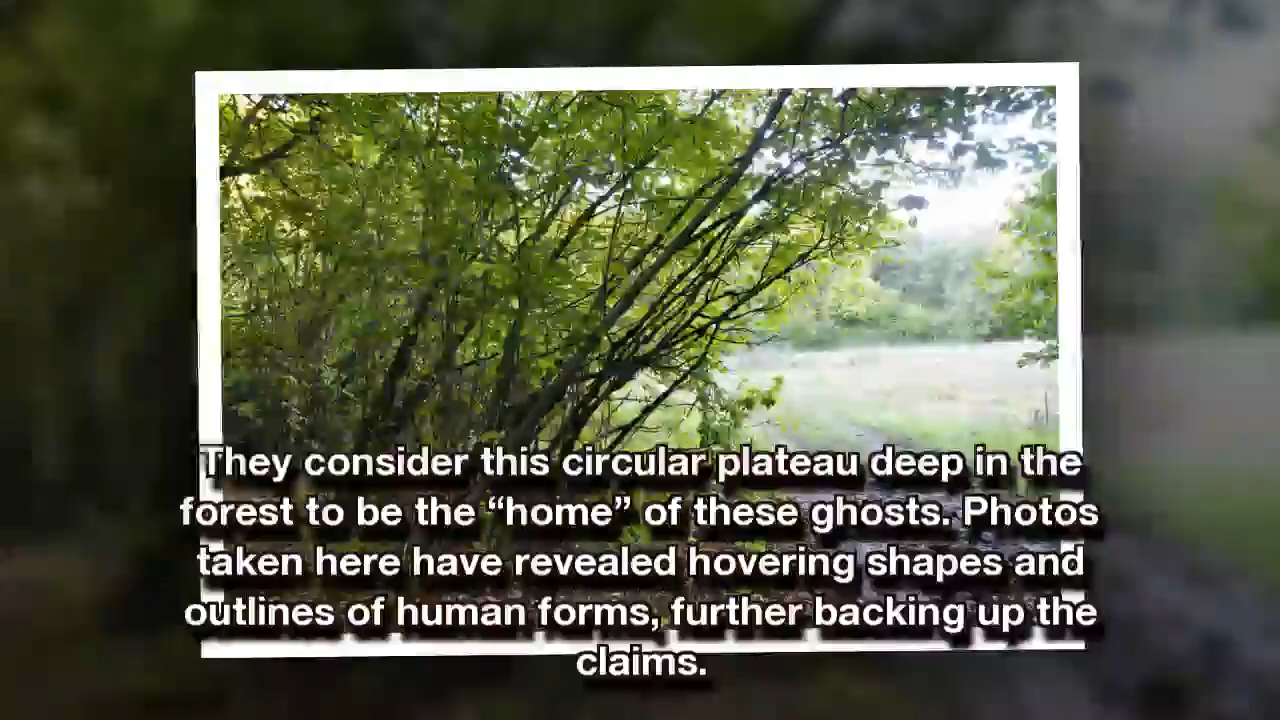 They consider this circular plateau deep in the
forest to be the “home” of these ghosts. Photos
taken here have revealed hovering shapes and
outlines of human forms, further backing up the
claims.